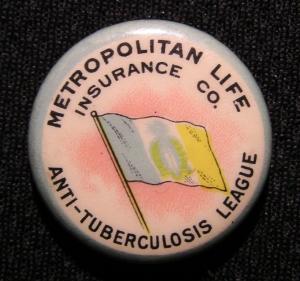 METROPOLITAN LIFE
INSURANCE CO.
ANTI-TUBERCULOSIS LEAGUE